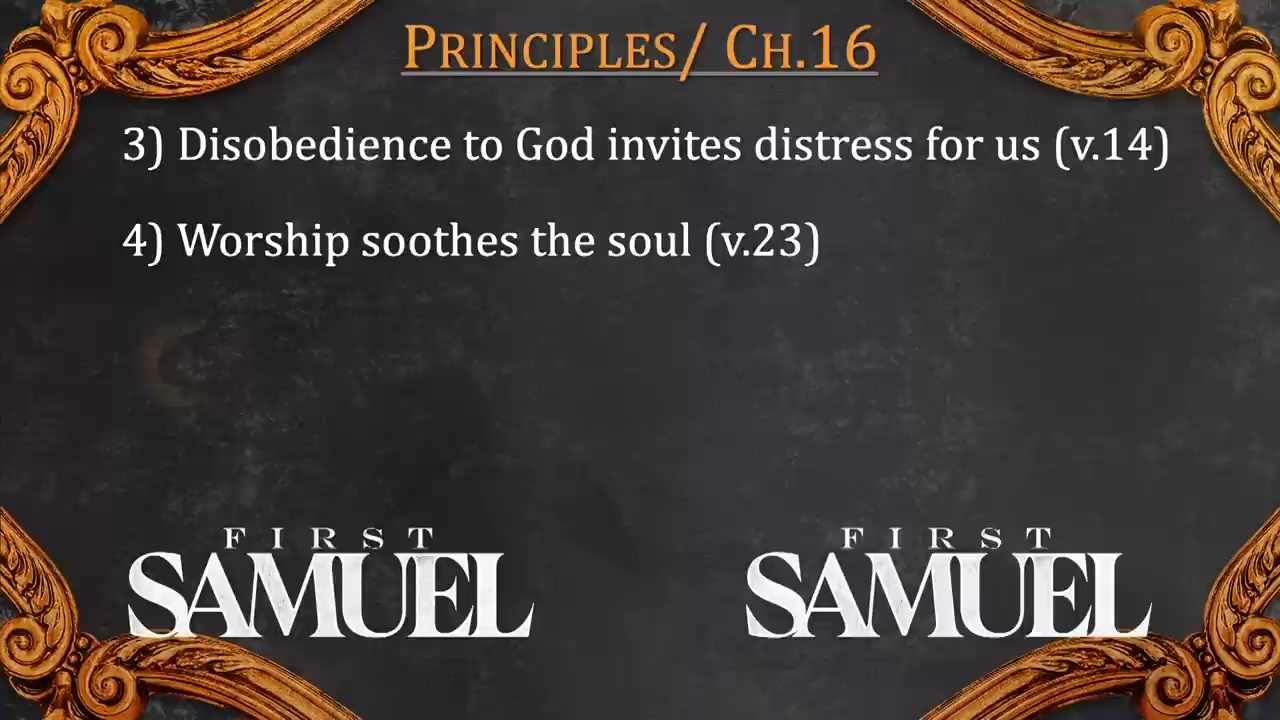 PRINCIPLES/ CH.16
3) Disobedience to God invites distress for us (v.14)
4) Worship soothes the soul (v.23)
FIRST
SAMUEL
FIRST
SAMUEL